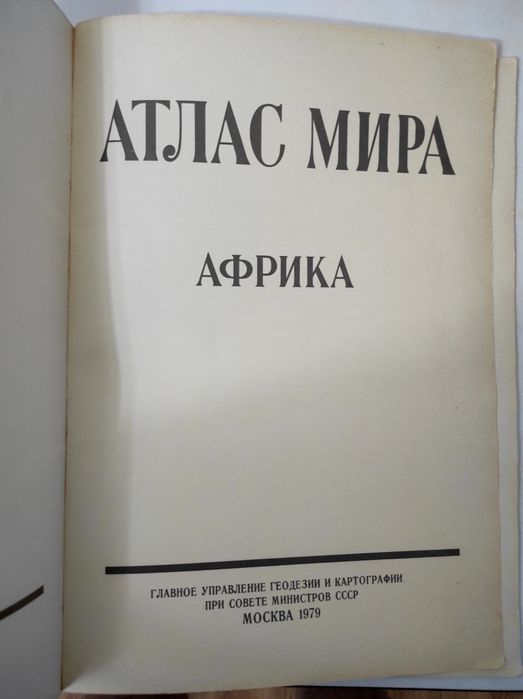 АТЛАС МИРА
АФРИКА
ГЛАВНОЕ УПРАВЛЕНИЕ ГЕОДЕЗИИ И КАРТОГРАФИИ
ПРИ СОВЕТЕ МИНИСТРОВ СССР
МОСКВА 1979